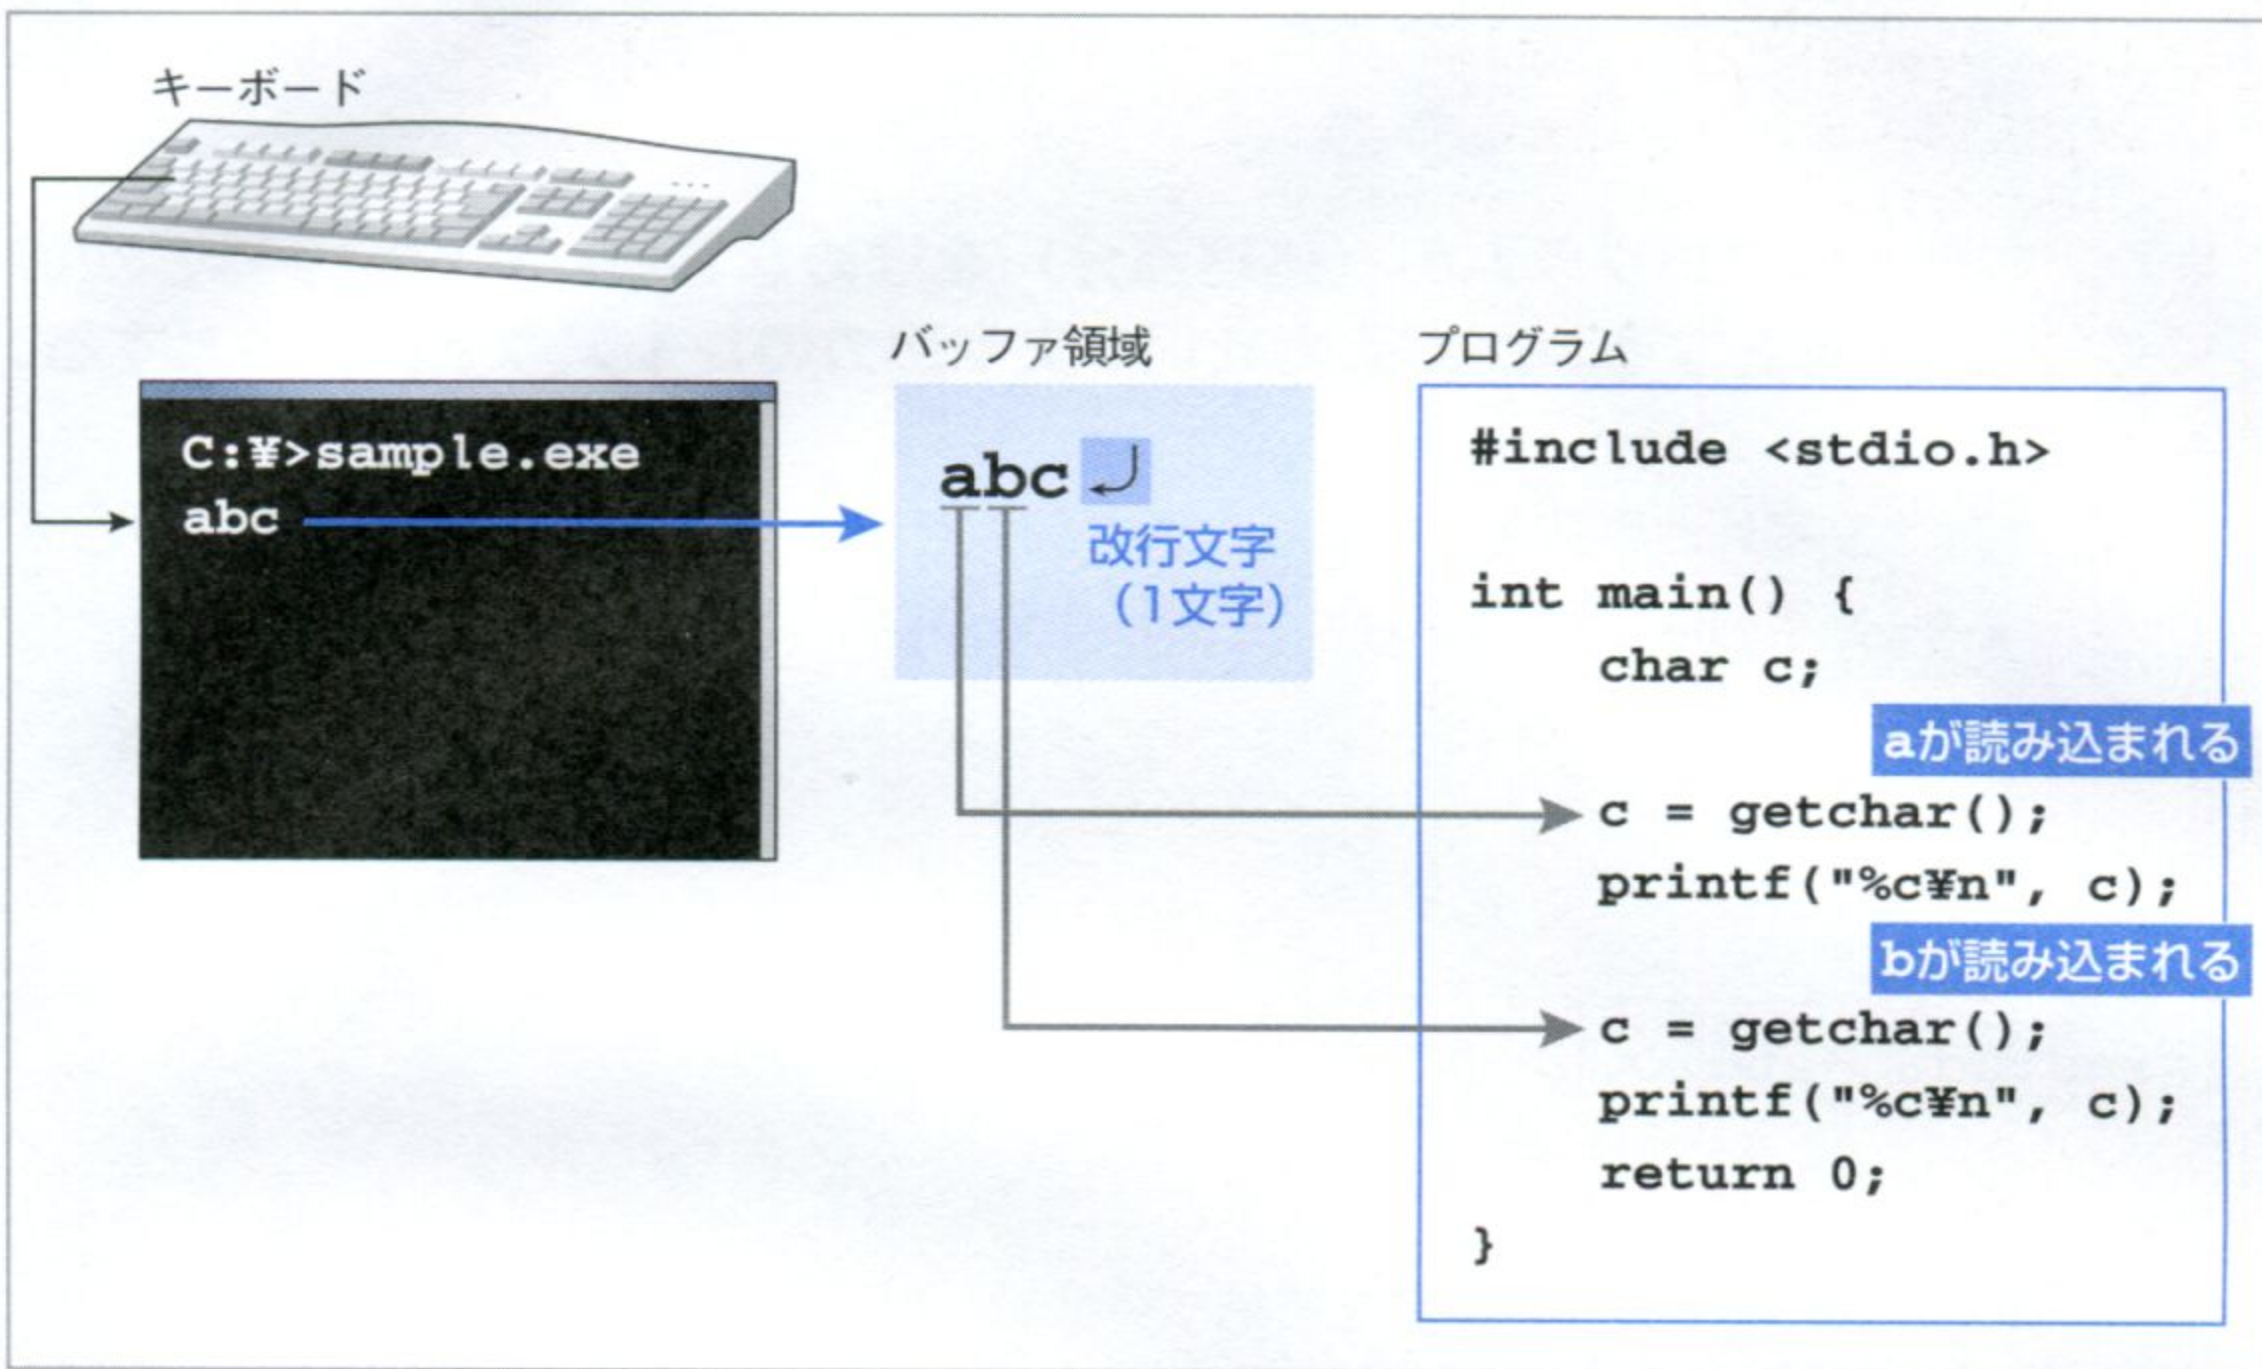 キーボード
C:¥>sample.exe
abc
バッファ領域
abc
改行文字
(1文字)
プログラム
#include <stdio.h>
int main() {
char c;
aが読み込まれる
c = getchar();
printf("%c¥n", c);
bが読み込まれる
c = getchar();
printf("%c¥n", c);
return 0;
}